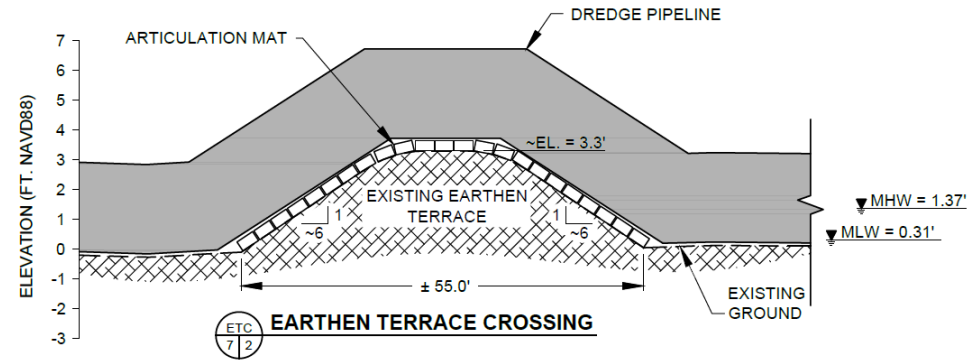 DREDGE PIPELINE
ARTICULATION MAT
ELEVATION (FT. NAVD88)
7
6
5
4
3
2
1
0
-1
-2
-3
~EL. = 3.3'
EXISTING EARTHEN
TERRACE
1
~6
1
~6
MHW = 1.37'
MLW = 0.31'
± 55.0'
EXISTING
GROUND
ETC
7 2
EARTHEN TERRACE CROSSING